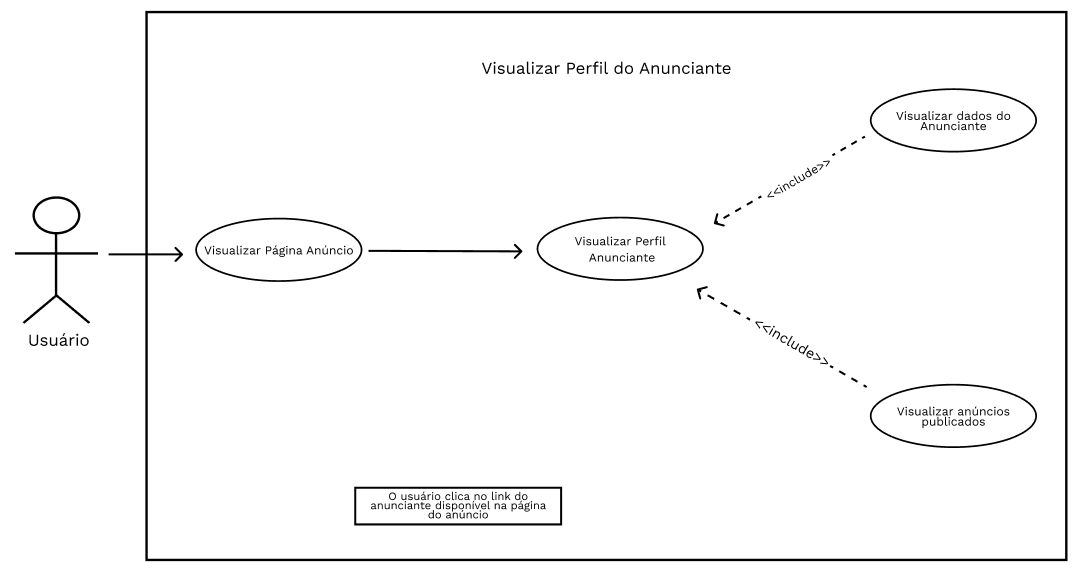 Visualizar Perfil do Anunciante
Visualizar dados do
Anunciante
<<include>>
Visualizar Página Anúncio
Visualizar Perfil
Anunciante
Usuário
<<include>>
Visualizar anúncios
publicados
O usuário clica no link do
anunciante disponível na página
do anúncio